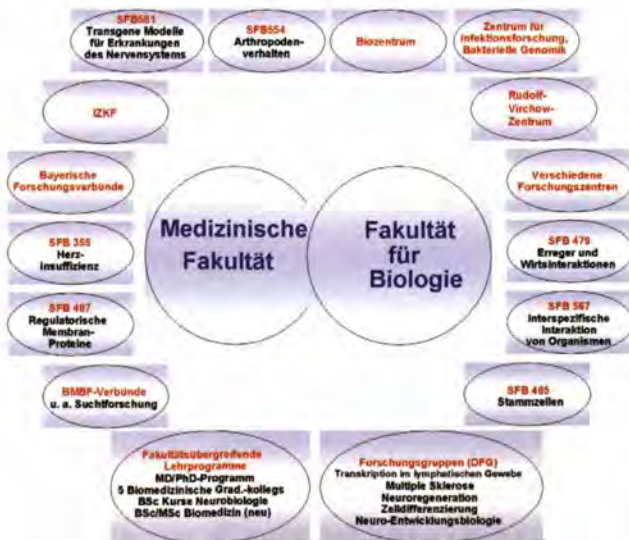 SFB581
Transgene Modelle
für Erkrankungen
des Nervensystems
SFB554
Arthropoden-
verhalten
Biozentrum
Zentrum für
Infektionsforschung,
Bakterielle Genomik
IZKF
Rudolf-
Virchow-
Zentrum
Bayerische
Forschungsverbünde
Verschiedene
Forschungszentren
Medizinische
Fakultät
Fakultät
für
Biologie
SFB 355
Herz-
insuffizienz
SFB 479
Erreger und
Wirtsinteraktionen
SFB 487
Regulatorische
Membran-
Proteine
SFB 567
Interspezifische
Interaktion
von Organismen
BMBF-Verbünde
u. a. Suchtforschung
SFB 465
Stammzellen
Fakultätsübergreifende
Lehrprogramme
MD/PhD-Programm
5 Biomedizinische Grad.-kollegs
BSc Kurse Neurobiologie
BSc/MSc Biomedizin (neu)
Forschungsgruppen (DFG)
Transkription in lymphatischen Gewebe
Multiple Sklerose
Neuroregeneration
Zelldifferenzierung
Neuro-Entwicklungsbiologie